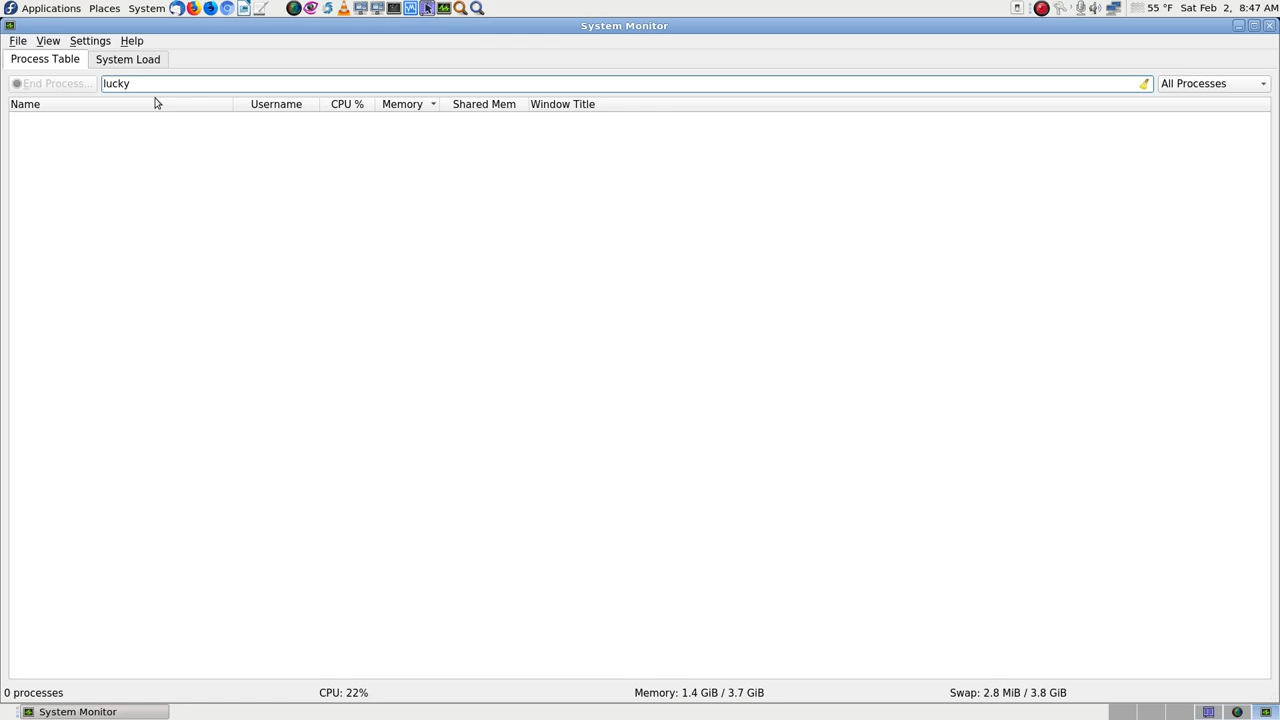 Applications Places System 55 °F Sat Feb 2, 8:47 AM
System Monitor
File View Settings Help
Process Table System Load
End Process... lucky All Processes
Name Username CPU % Memory Shared Mem Window Title
0 processes CPU: 22% Memory: 1.4 GiB / 3.7 GiB Swap: 2.8 MiB / 3.8 GiB
System Monitor